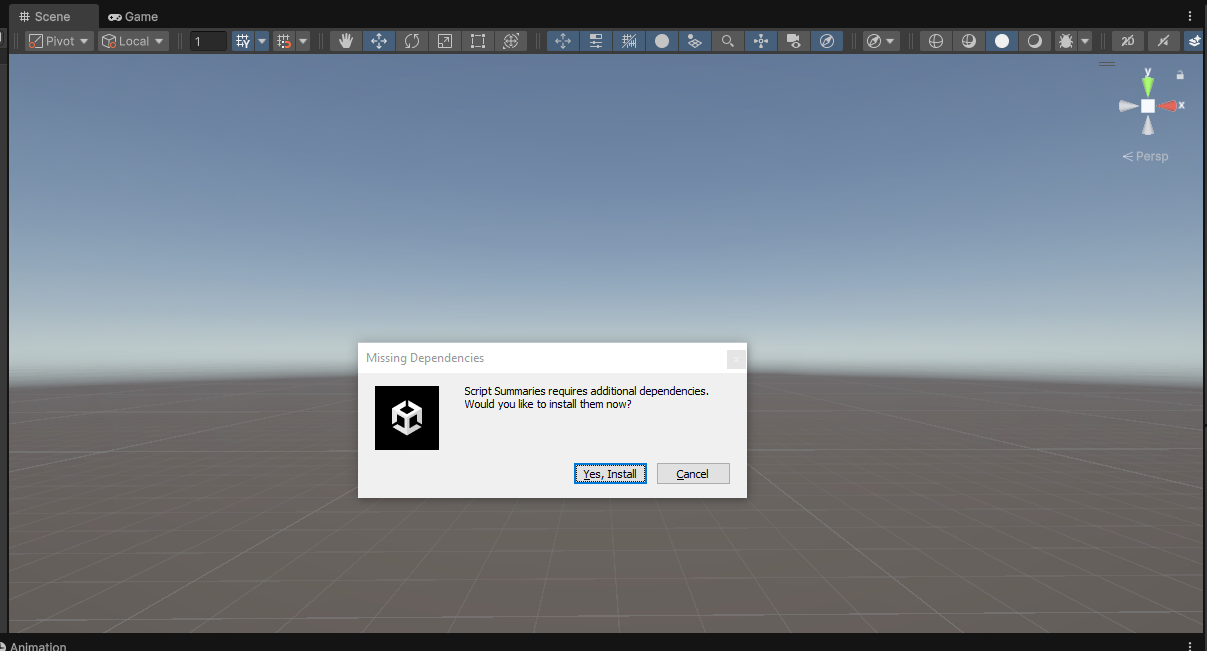 Scene
Game
Pivot
Local
1
2D
y
x
Persp
Missing Dependencies
Script Summaries requires additional dependencies.
Would you like to install them now?
Yes, Install
Cancel
Animation